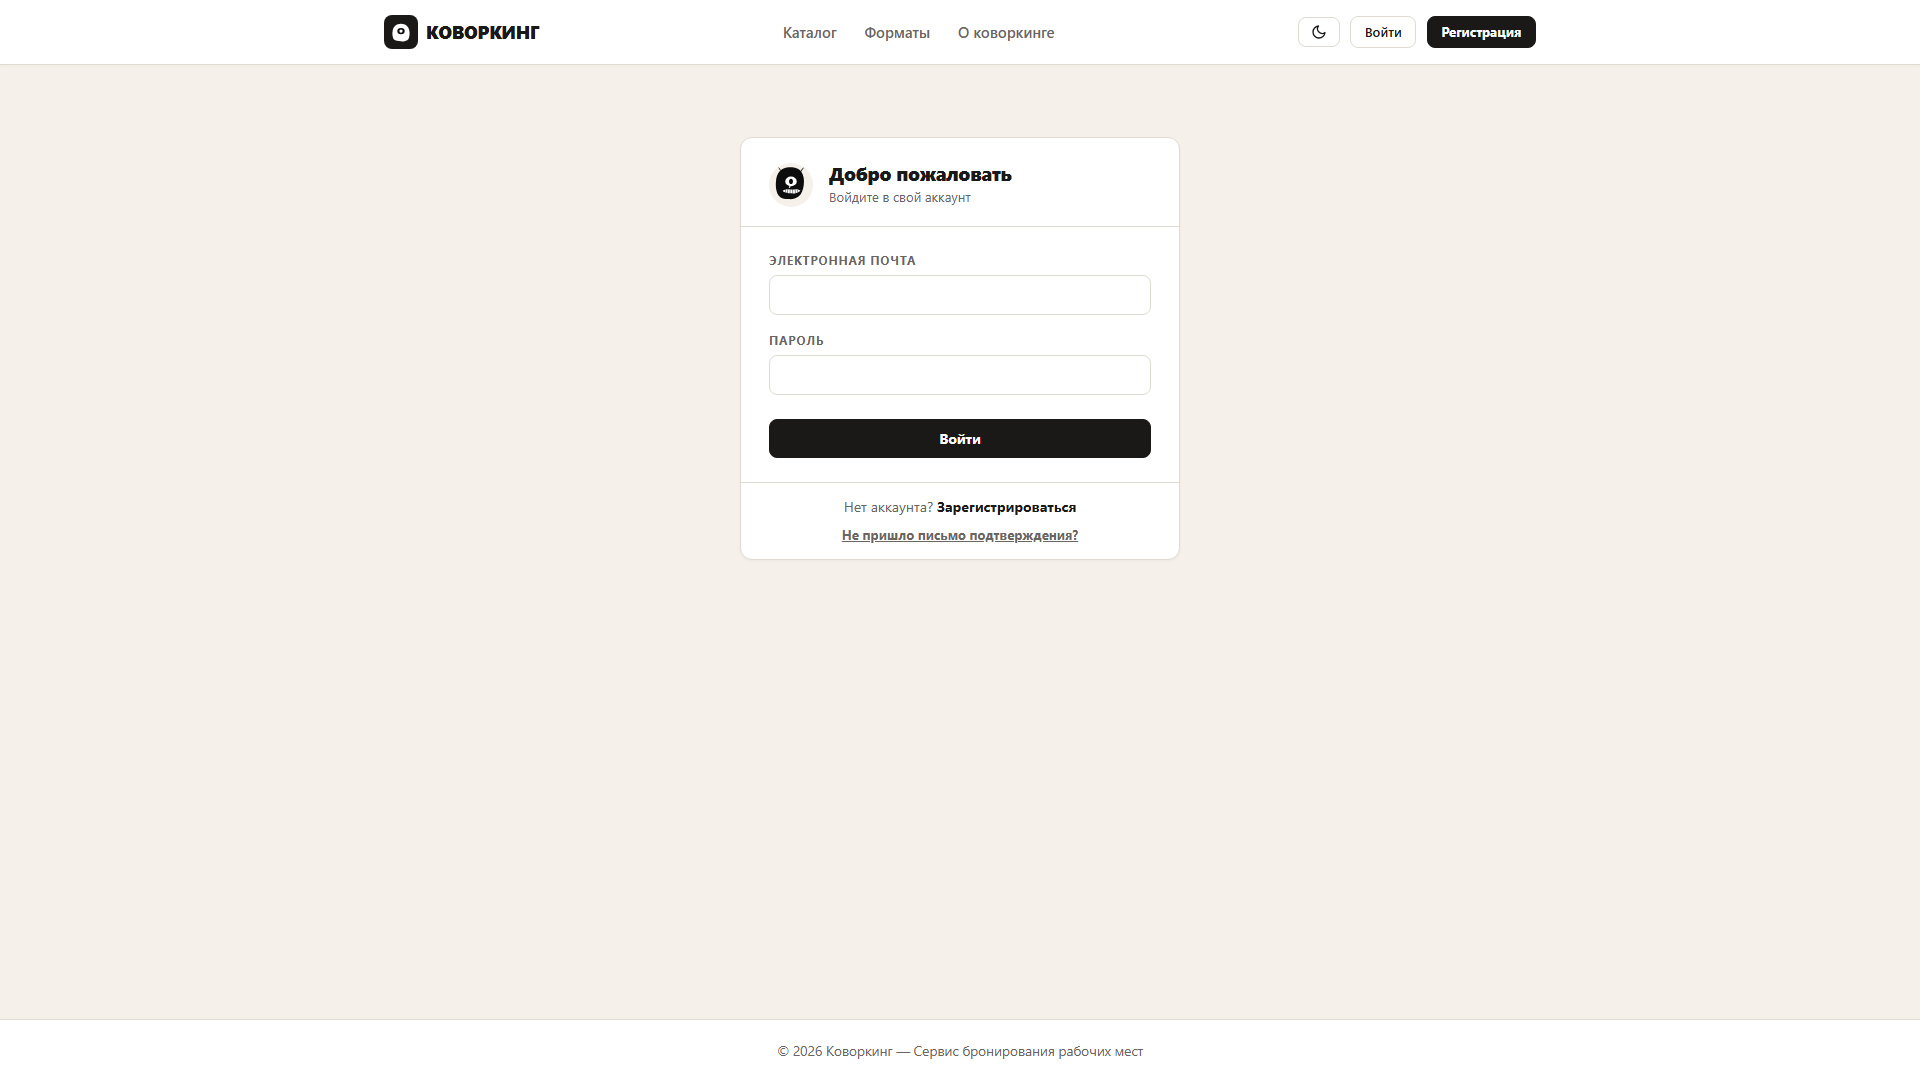 КОВОРКИНГ
Каталог Форматы О коворкинге
Войти Регистрация
Добро пожаловать
Войдите в свой аккаунт
ЭЛЕКТРОННАЯ ПОЧТА
ПАРОЛЬ
Войти
Нет аккаунта? Зарегистрироваться
Не пришло письмо подтверждения?
© 2026 Коворкинг — Сервис бронирования рабочих мест